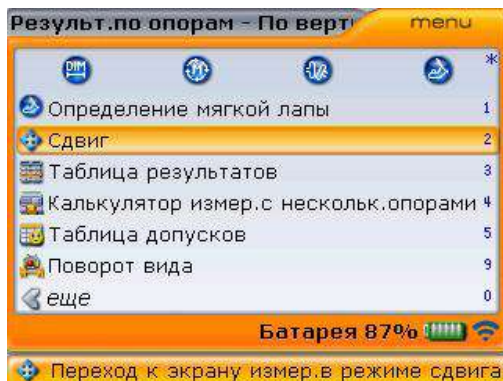 Результ.по опорам - По верт
menu
DIM
*
Определение мягкой лапы 1
Сдвиг 2
Таблица результатов 3
Калькулятор измер.с нескольк.опорами 4
Таблица допусков 5
Поворот вида 9
еще 0
Батарея 87%
Переход к экрану измер.в режиме сдвига